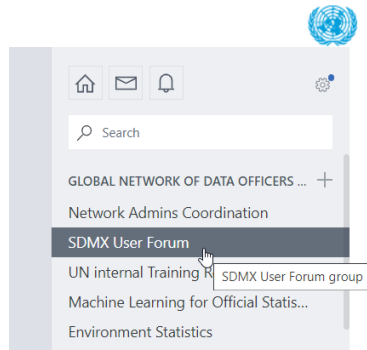 Search
GLOBAL NETWORK OF DATA OFFICERS ...
Network Admins Coordination
SDMX User Forum
UN internal Training
SDMX User Forum group
Machine Learning for Official Statis...
Environment Statistics